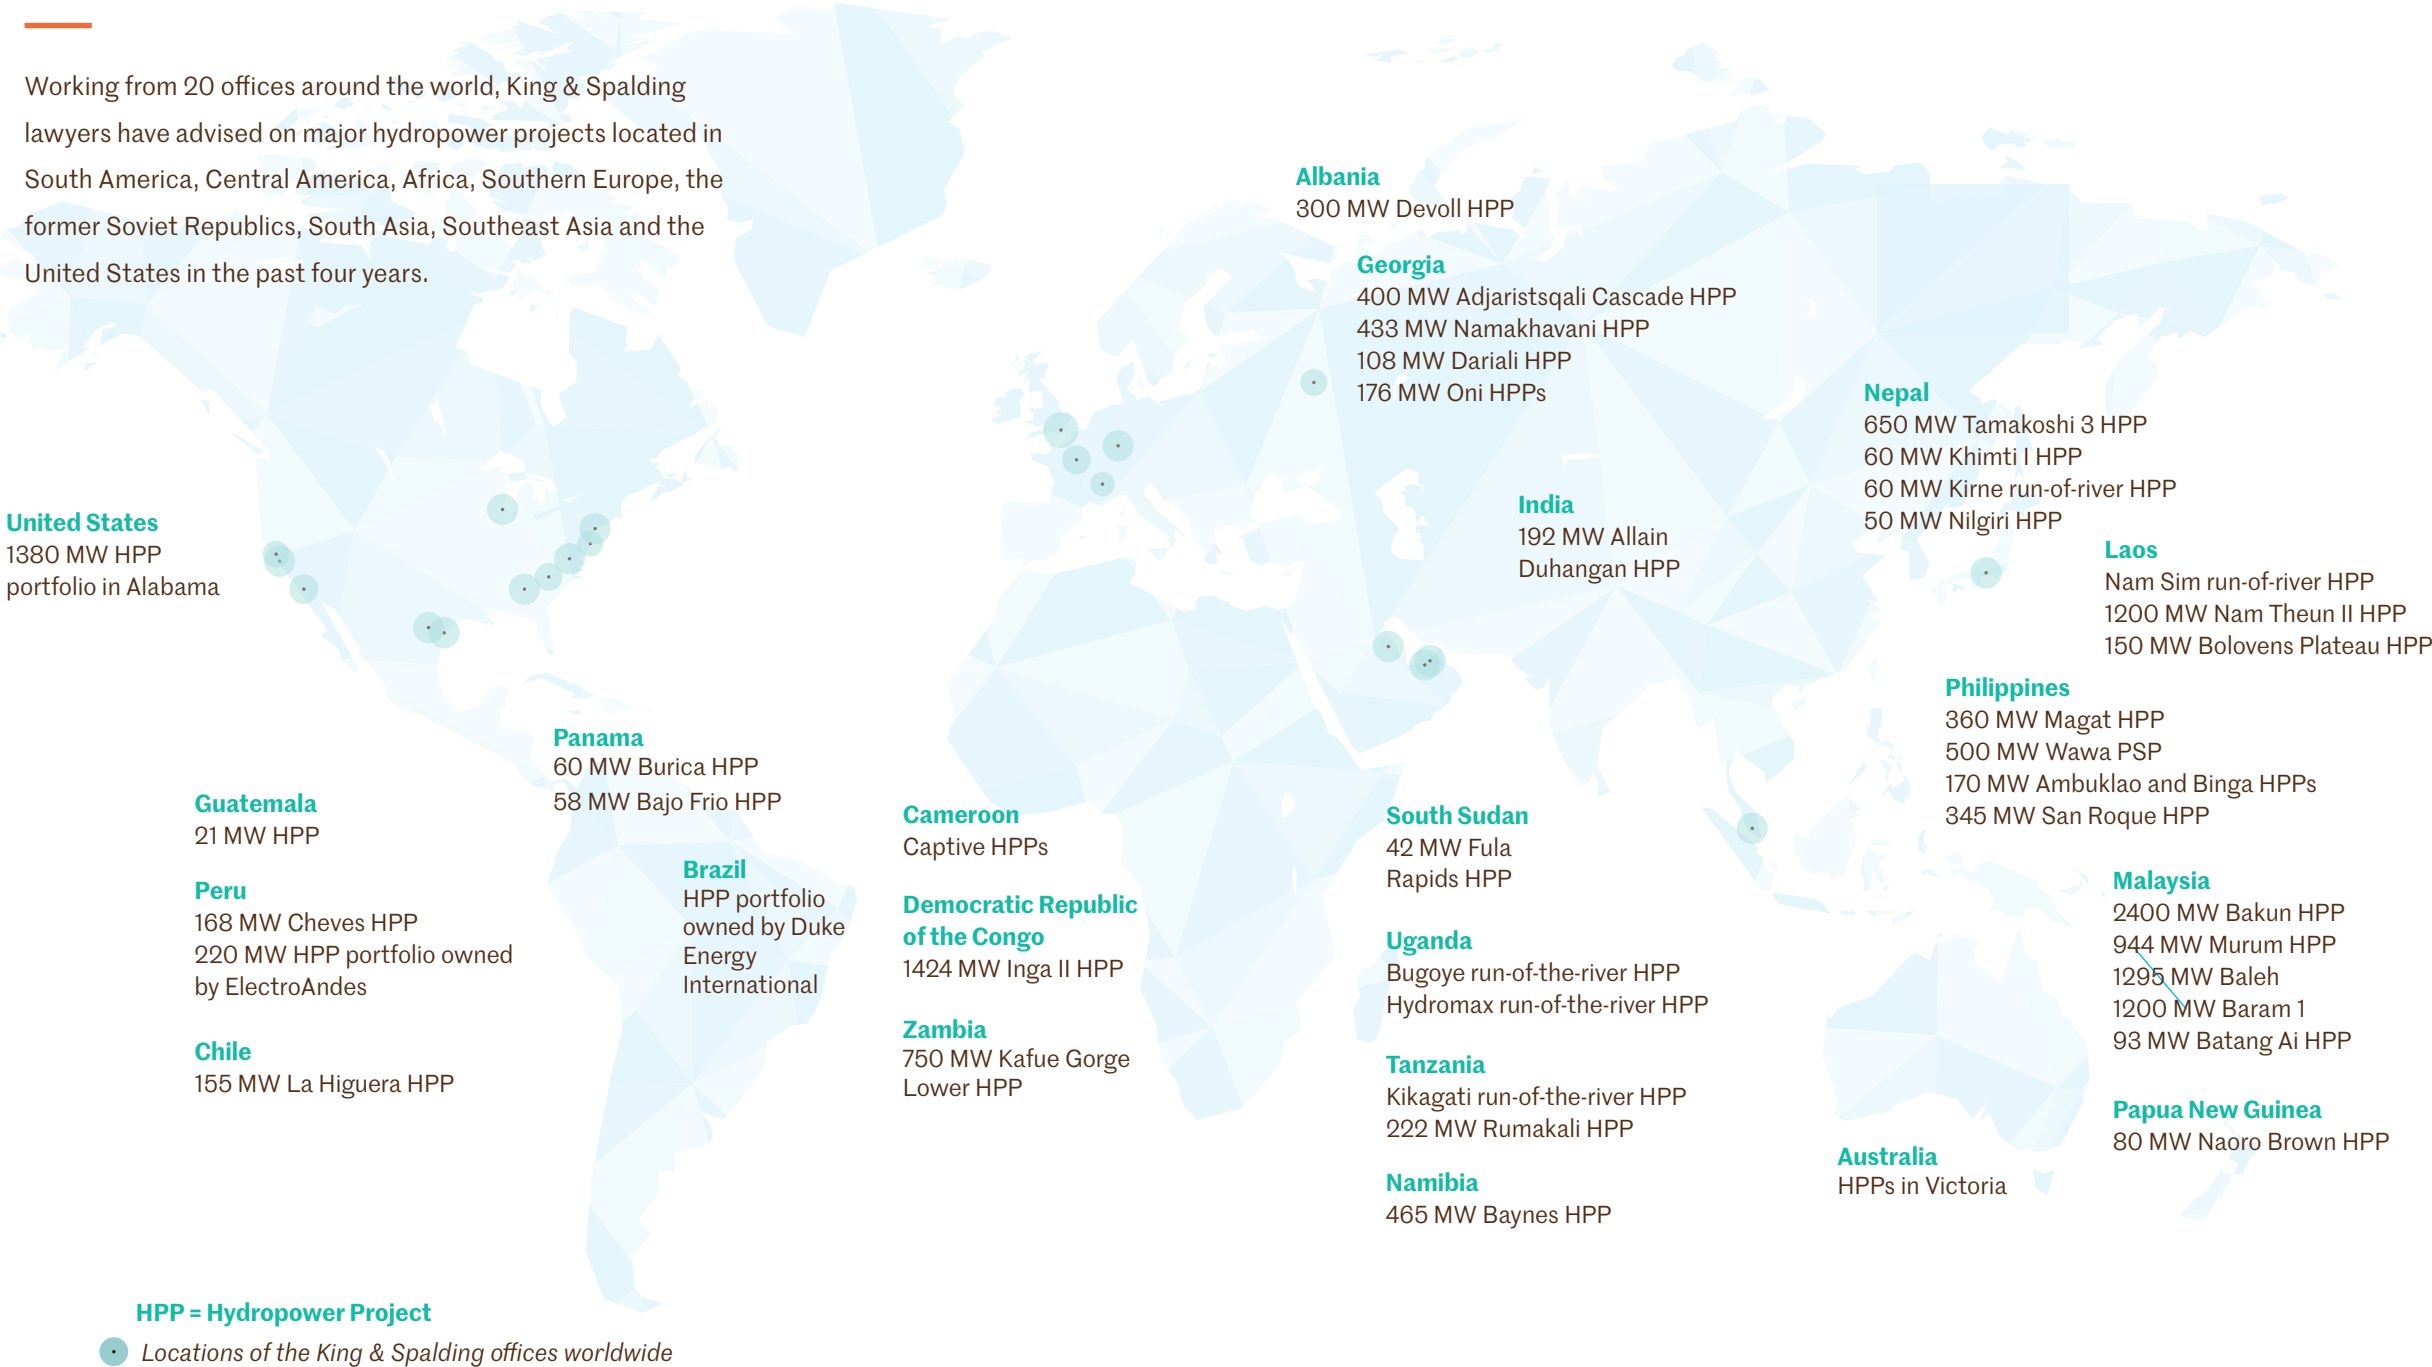 Working from 20 offices around the world, King & Spalding
lawyers have advised on major hydropower projects located in
South America, Central America, Africa, Southern Europe, the
former Soviet Republics, South Asia, Southeast Asia and the
United States in the past four years.
Albania
300 MW Devoll HPP
Georgia
400 MW Adjaristsqali Cascade HPP
433 MW Namakhavani HPP
108 MW Dariali HPP
176 MW Oni HPPs
Nepal
650 MW Tamakoshi 3 HPP
60 MW Khimti I HPP
60 MW Kirne run-of-river HPP
50 MW Nilgiri HPP
India
192 MW Allain
Duhangan HPP
United States
1380 MW HPP
portfolio in Alabama
Laos
Nam Sim run-of-river HPP
1200 MW Nam Theun II HPP
150 MW Bolovens Plateau HPP
Philippines
360 MW Magat HPP
500 MW Wawa PSP
170 MW Ambuklao and Binga HPPs
345 MW San Roque HPP
Panama
60 MW Burica HPP
58 MW Bajo Frio HPP
Guatemala
21 MW HPP
Peru
168 MW Cheves HPP
220 MW HPP portfolio owned
by ElectroAndes
Chile
155 MW La Higuera HPP
Brazil
HPP portfolio
owned by Duke
Energy
International
Cameroon
Captive HPPs
Democratic Republic
of the Congo
1424 MW Inga II HPP
Zambia
750 MW Kafue Gorge
Lower HPP
South Sudan
42 MW Fula
Rapids HPP
Uganda
Bugoye run-of-the-river HPP
Hydromax run-of-the-river HPP
Tanzania
Kikagati run-of-the-river HPP
222 MW Rumakali HPP
Namibia
465 MW Baynes HPP
Malaysia
2400 MW Bakun HPP
944 MW Murum HPP
1295 MW Baleh
1200 MW Baram 1
93 MW Batang Ai HPP
Papua New Guinea
80 MW Naoro Brown HPP
Australia
HPPs in Victoria
HPP = Hydropower Project
Locations of the King & Spalding offices worldwide